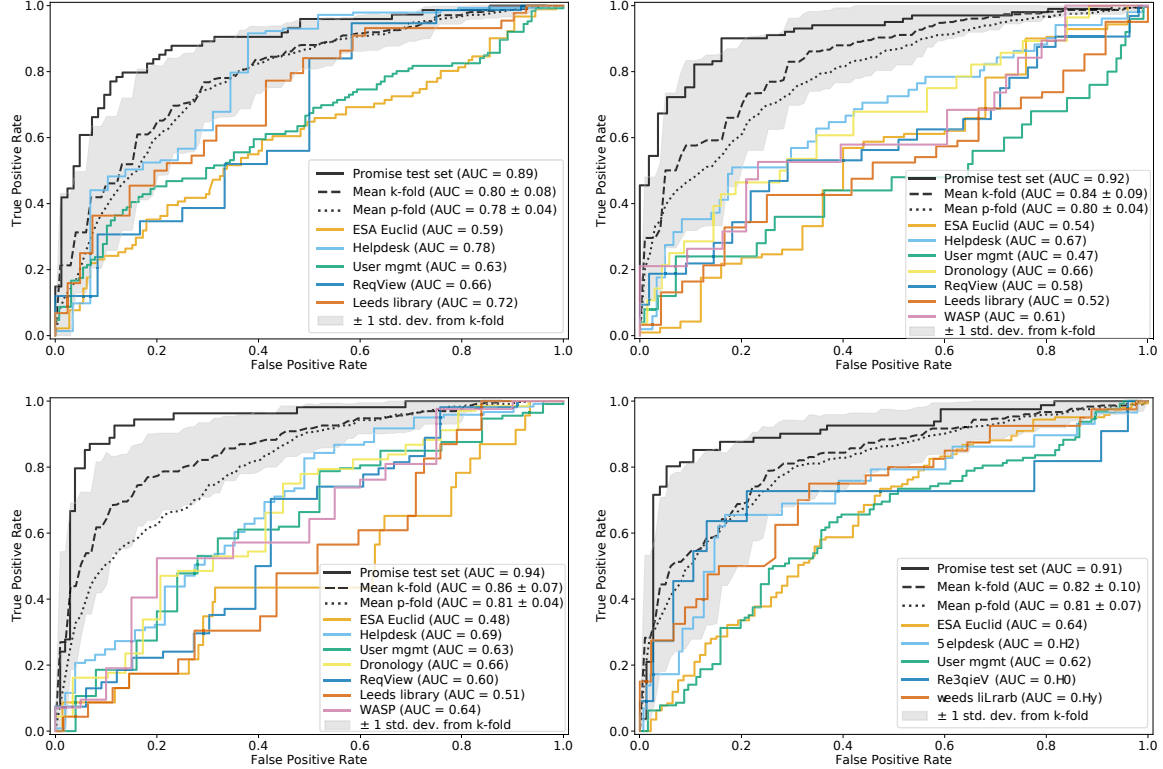 1.0
0.8
0.6
0.4
0.2
0.0
True Positive Rate
0.0 0.2 0.4 0.6 0.8 1.0
False Positive Rate
Promise test set (AUC = 0.89)
Mean k-fold (AUC = 0.80 ± 0.08)
Mean p-fold (AUC = 0.78 ± 0.04)
ESA Euclid (AUC = 0.59)
Helpdesk (AUC = 0.78)
User mgmt (AUC = 0.63)
ReqView (AUC = 0.66)
Leeds library (AUC = 0.72)
± 1 std. dev. from k-fold
1.0
0.8
0.6
0.4
0.2
0.0
True Positive Rate
0.0 0.2 0.4 0.6 0.8 1.0
False Positive Rate
Promise test set (AUC = 0.92)
Mean k-fold (AUC = 0.84 ± 0.09)
Mean p-fold (AUC = 0.80 ± 0.04)
ESA Euclid (AUC = 0.54)
Helpdesk (AUC = 0.67)
User mgmt (AUC = 0.47)
Dronology (AUC = 0.66)
ReqView (AUC = 0.58)
Leeds library (AUC = 0.52)
WASP (AUC = 0.61)
± 1 std. dev. from k-fold
1.0
0.8
0.6
0.4
0.2
0.0
True Positive Rate
0.0 0.2 0.4 0.6 0.8 1.0
False Positive Rate
Promise test set (AUC = 0.94)
Mean k-fold (AUC = 0.86 ± 0.07)
Mean p-fold (AUC = 0.81 ± 0.04)
ESA Euclid (AUC = 0.48)
Helpdesk (AUC = 0.69)
User mgmt (AUC = 0.63)
Dronology (AUC = 0.66)
ReqView (AUC = 0.60)
Leeds library (AUC = 0.51)
WASP (AUC = 0.64)
± 1 std. dev. from k-fold
1.0
0.8
0.6
0.4
0.2
0.0
True Positive Rate
0.0 0.2 0.4 0.6 0.8 1.0
False Positive Rate
Promise test set (AUC = 0.91)
Mean k-fold (AUC = 0.82 ± 0.10)
Mean p-fold (AUC = 0.81 ± 0.07)
ESA Euclid (AUC = 0.64)
5elpdesk (AUC = 0.H2)
User mgmt (AUC = 0.62)
Re3qieV (AUC = 0.H0)
weeds liLrarb (AUC = 0.Hy)
± 1 std. dev. from k-fold